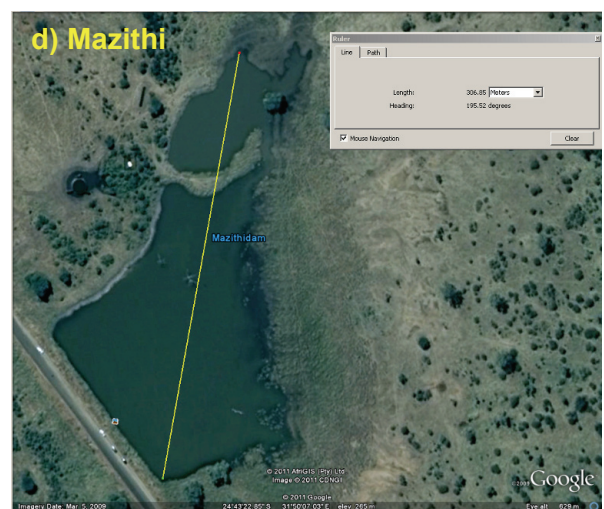 d) Mazithi
Ruler
Line Path
Length: 306.85 Meters
Heading: 195.52 degrees
Mouse Navigation Clear
Mazithidam
© 2011 AfriGIS (Pty) Ltd.
Image © 2011 CDNGI
©2009 Google
© 2011 Google
Imagery Date: Mar 5, 2009 24°43'22.85" S 31°50'07.03" E elev 265 m Eye alt 629 m